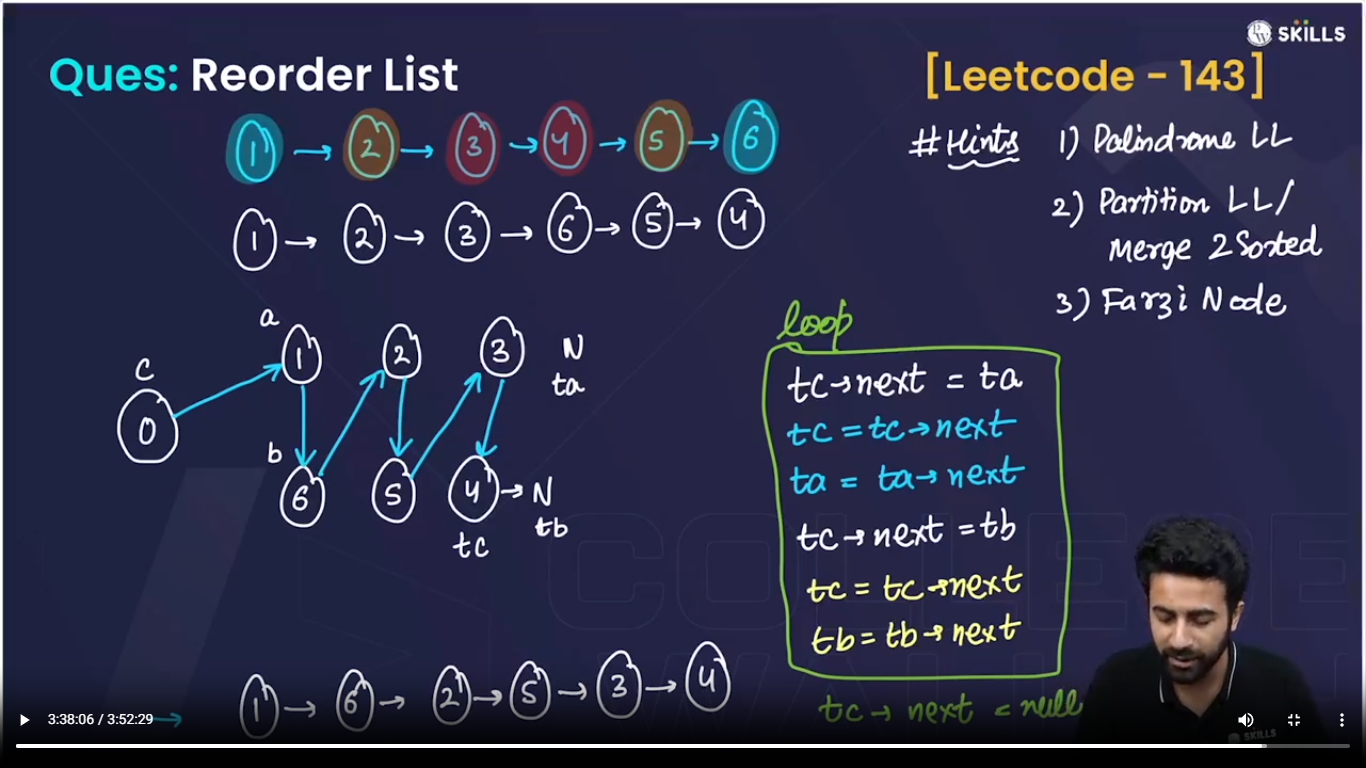 SKILLS
Ques: Reorder List
[Leetcode - 143]
1 → 2 → 3 → 4 → 5 → 6
# Hints
1) Palindrome LL
2) Partition LL /
Merge 2 Sorted
3) Farzi Node
1 → 2 → 3 → 6 → 5 → 4
a
1 2 3 N
ta
c
0
b
6 5 4 → N
tb
tc
loop
tc→next = ta
tc = tc→next
ta = ta→next
tc→next = tb
tc = tc→next
tb = tb→next
tc→ next = null
1 → 6 → 2 → 5 → 3 → 4
3:38:06 / 3:52:29
SKILLS